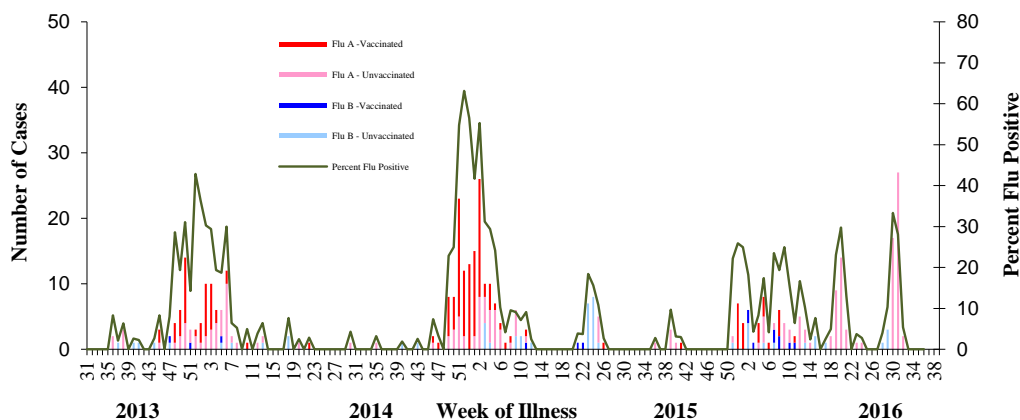 50
40
30
20
10
0
Number of Cases
80
70
60
50
40
30
20
10
0
Percent Flu Positive
Flu A -Vaccinated
Flu A - Unvaccinated
Flu B -Vaccinated
Flu B - Unvaccinated
Percent Flu Positive
31 35 39 43 47 51 3 7 11 15 19 23 27 31 35 39 43 47 51 2 6 10 14 18 22 26 30 34 38 42 46 50 2 6 10 14 18 22 26 30 34 38
2013 2014 Week of Illness 2015 2016